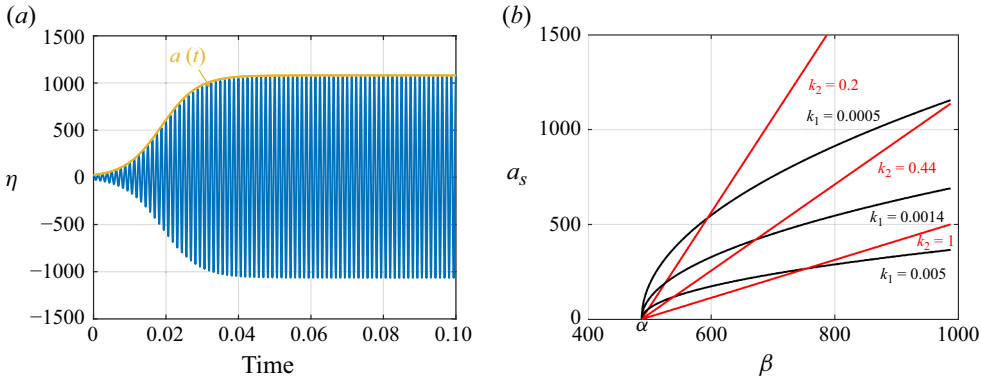 (a)
(b)
1500
1000
500
0
−500
−1000
−1500
η
a (t)
0
0.02
0.04
0.06
0.08
0.10
Time
1500
1000
500
0
a_s
k_2 = 0.2
k_1 = 0.0005
k_2 = 0.44
k_1 = 0.0014
k_2 = 1
k_1 = 0.005
400
α
600
800
1000
β